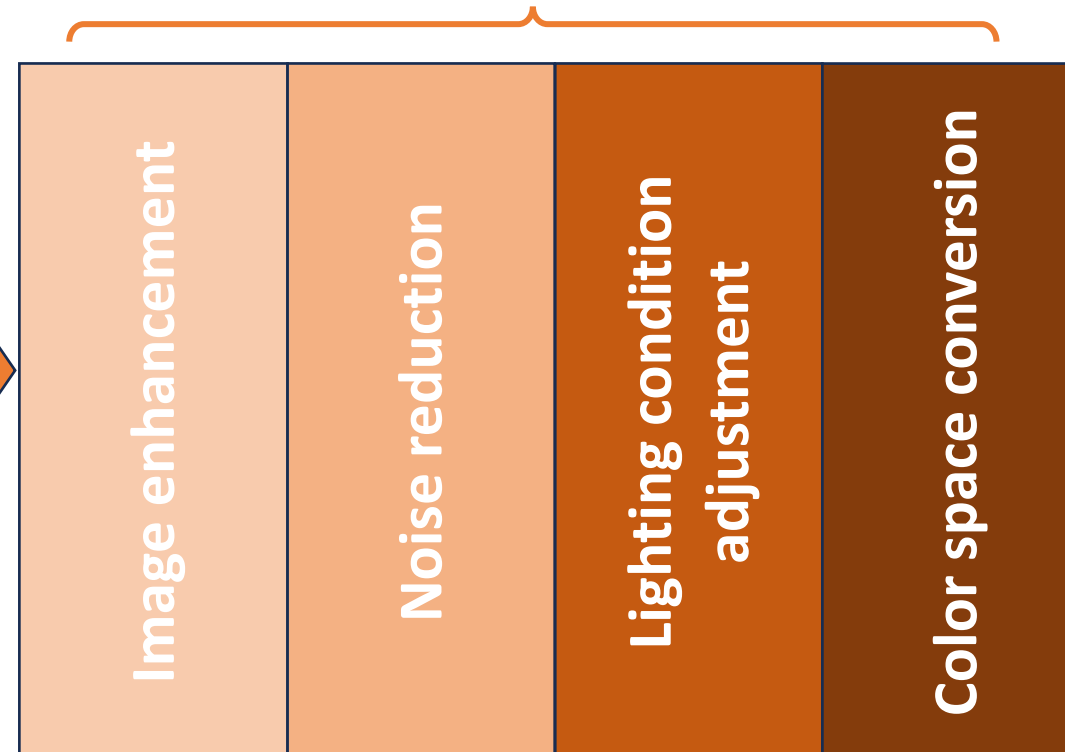 Image enhancement
Noise reduction
Lighting condition
adjustment
Color space conversion